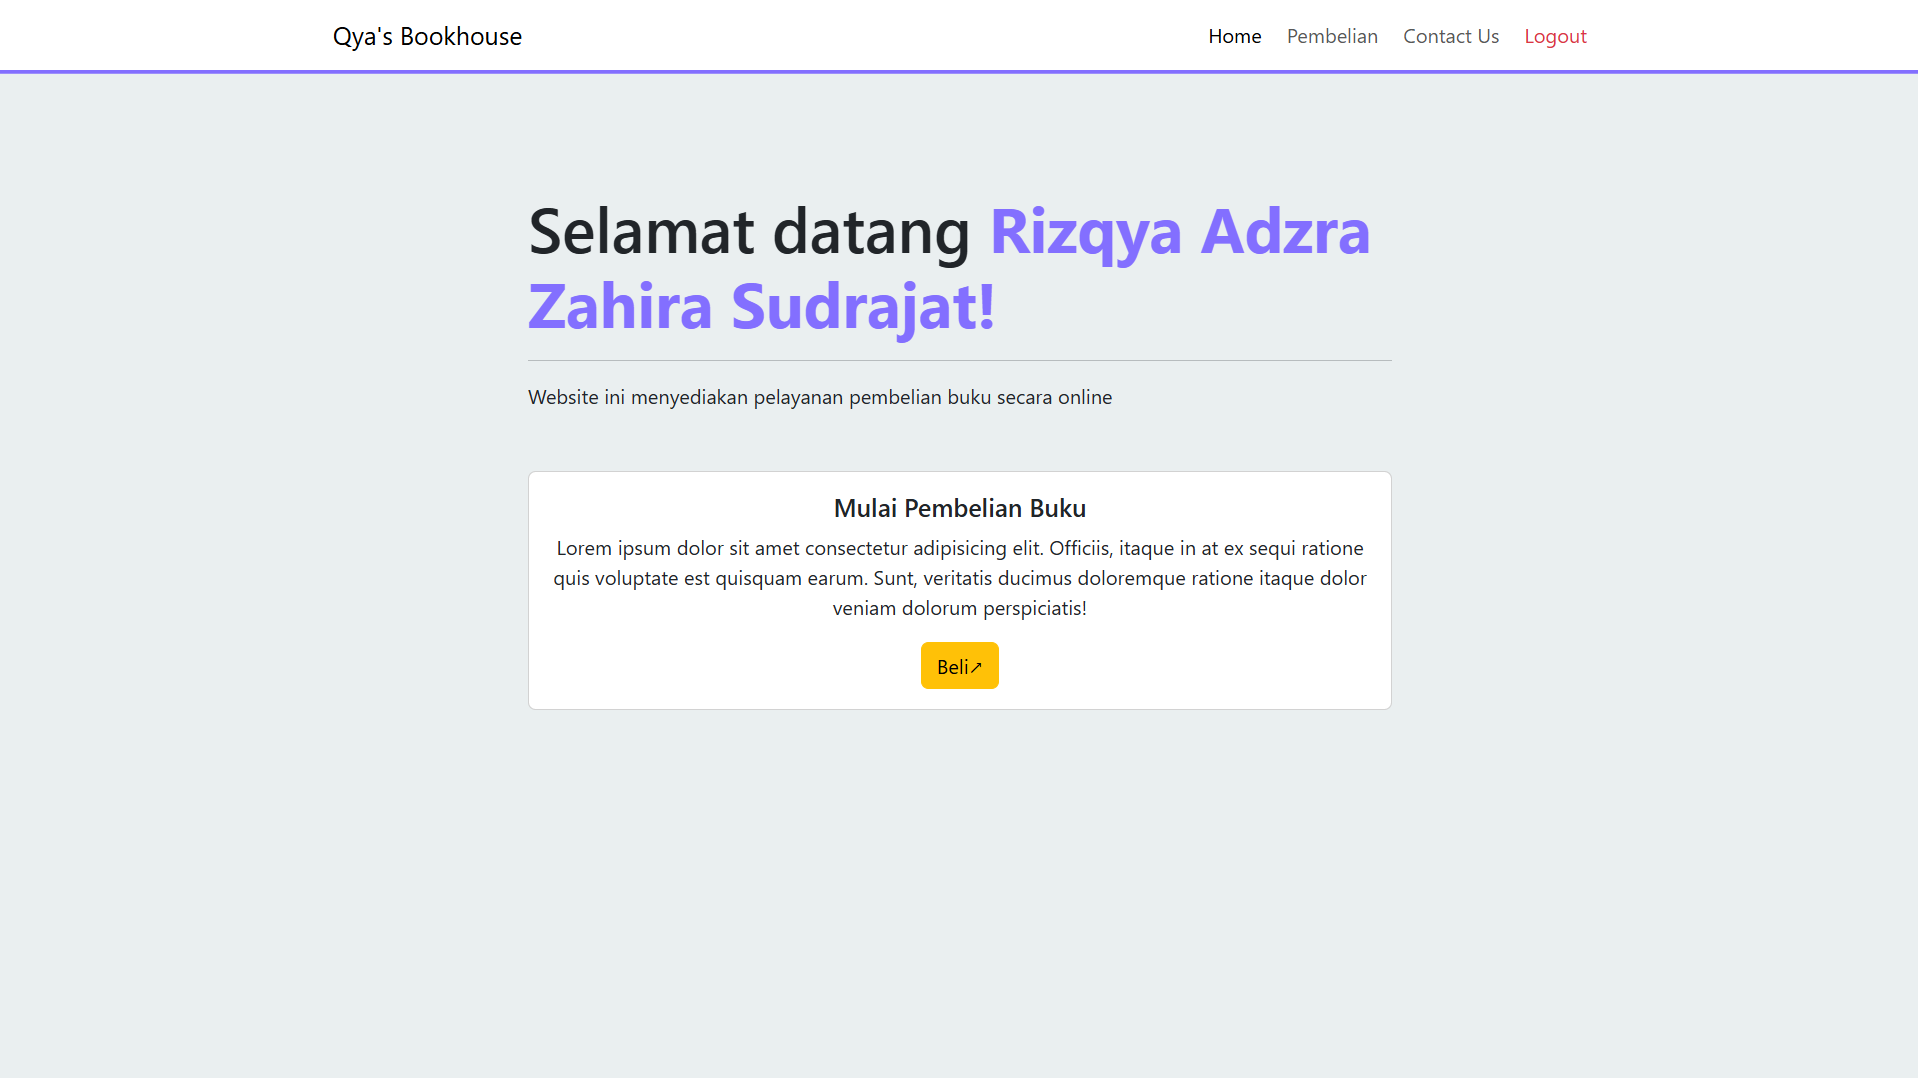 Qya's Bookhouse
Home Pembelian Contact Us Logout
Selamat datang Rizqya Adzra
Zahira Sudrajat!
Website ini menyediakan pelayanan pembelian buku secara online
Mulai Pembelian Buku
Lorem ipsum dolor sit amet consectetur adipisicing elit. Officiis, itaque in at ex sequi ratione
quis voluptate est quisquam earum. Sunt, veritatis ducimus doloremque ratione itaque dolor
veniam dolorum perspiciatis!
Beli↗